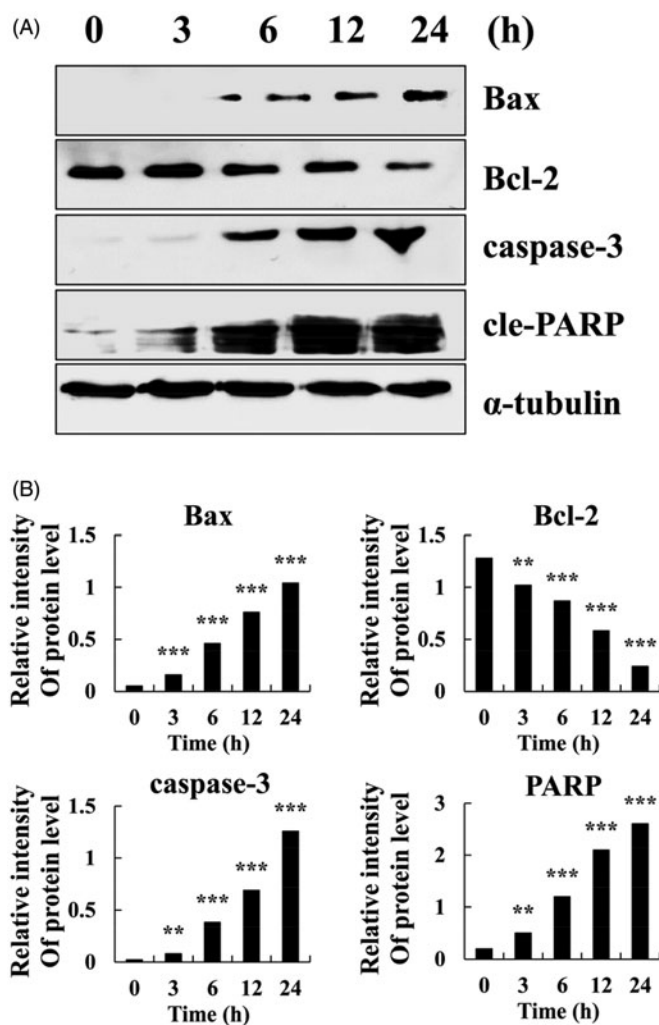 (A) 0 3 6 12 24 (h)
Bax
Bcl-2
caspase-3
cle-PARP
α-tubulin
(B)
Bax
Relative intensity
Of protein level
1.5
1
0.5
0
***
***
***
***
0 3 6 12 24
Time (h)
Bcl-2
Relative intensity
Of protein level
1.5
1
0.5
0
**
***
***
***
0 3 6 12 24
Time (h)
caspase-3
Relative intensity
Of protein level
1.5
1
0.5
0
**
***
***
***
0 3 6 12 24
Time (h)
PARP
Relative intensity
Of protein level
3
2
1
0
**
***
***
***
0 3 6 12 24
Time (h)